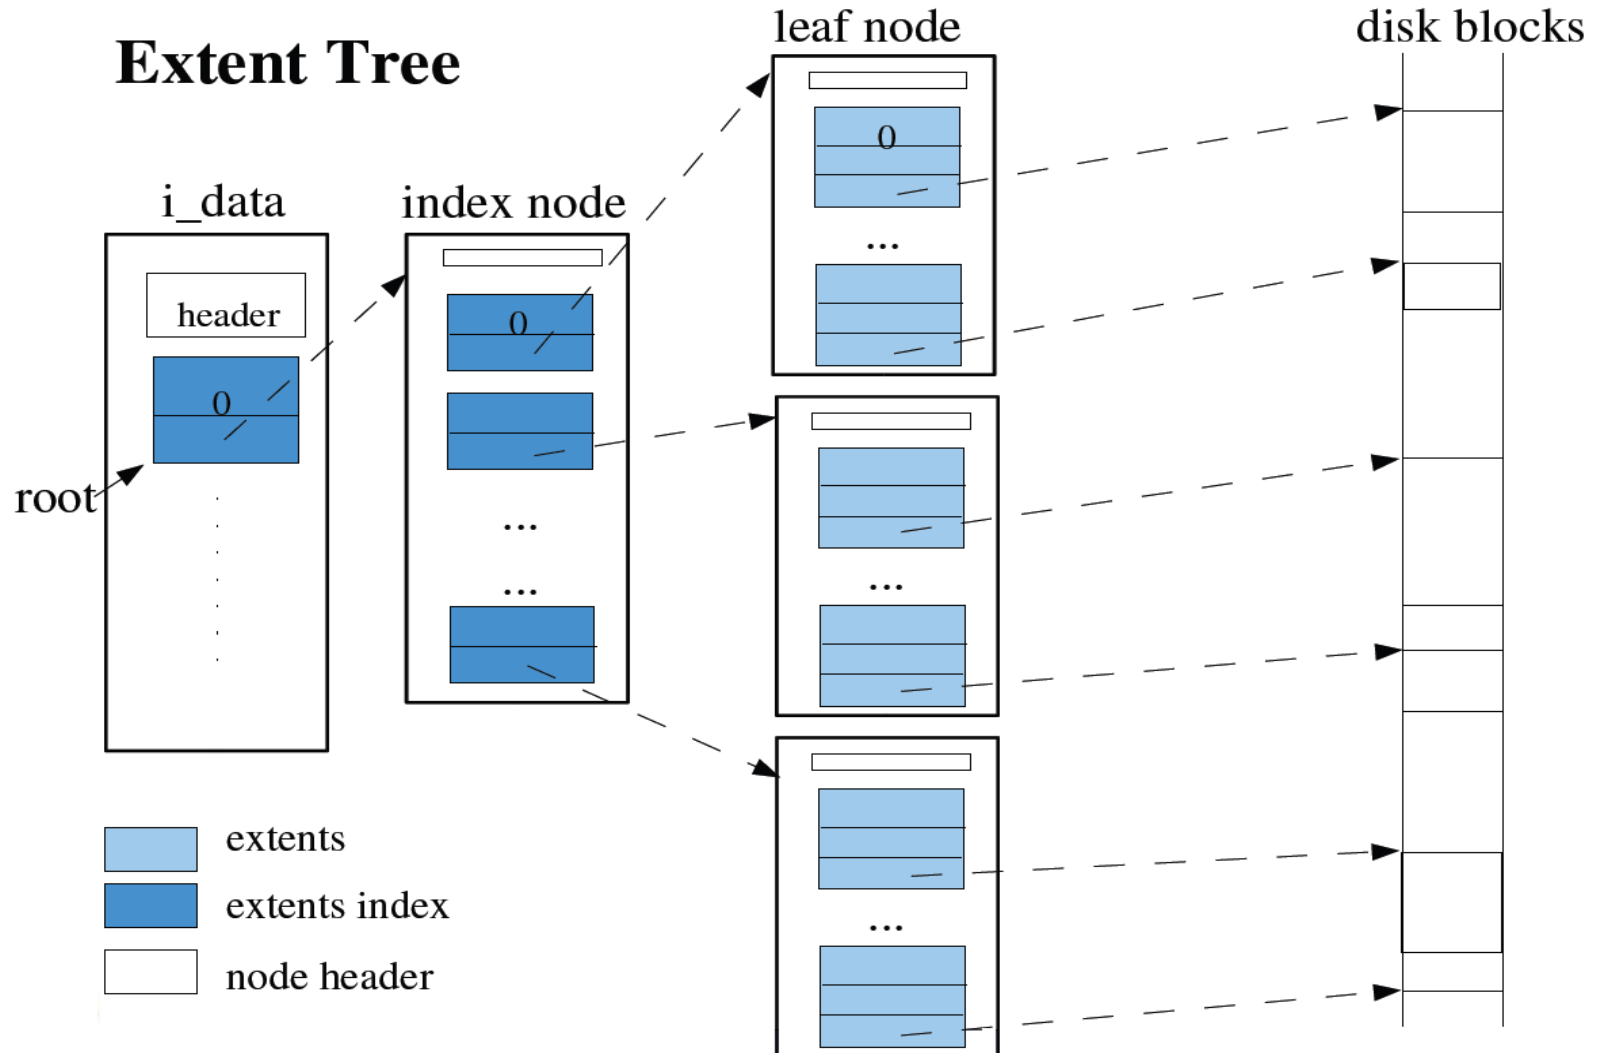 Extent Tree
leaf node
disk blocks
i_data
index node
header
0
0
0
...
...
...
...
...
root
extents
extents index
node header